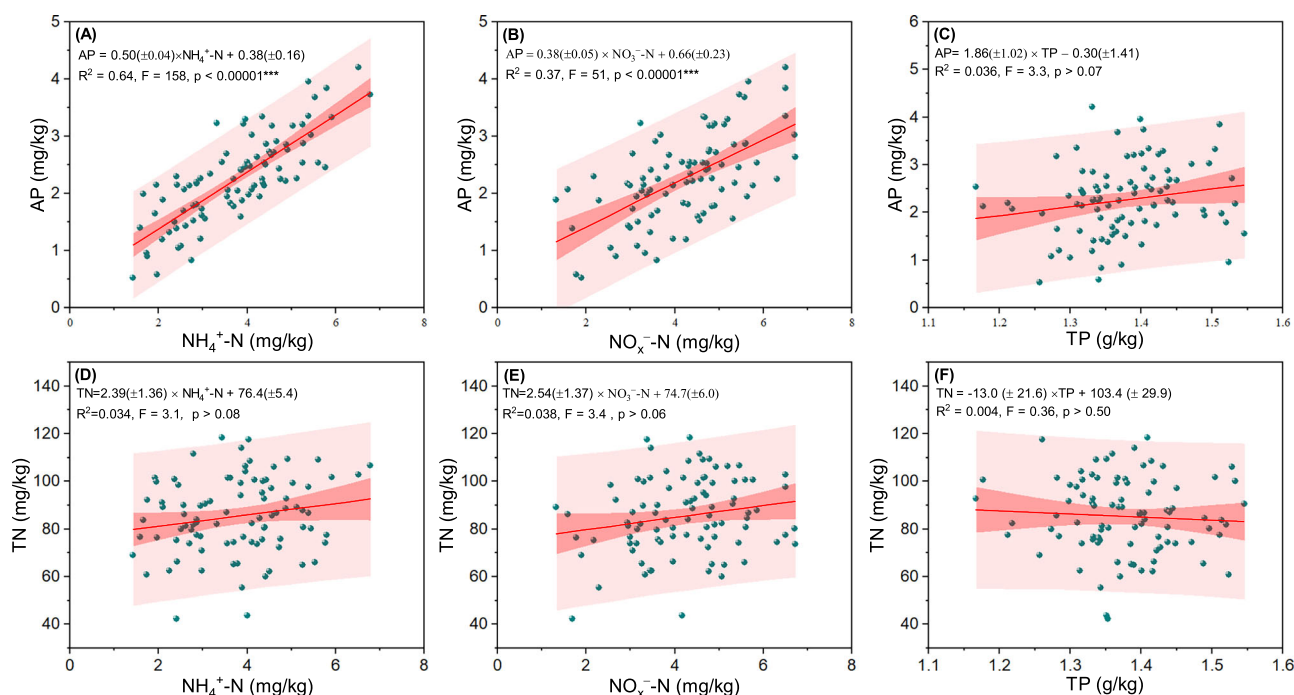 (A)
AP = 0.50(±0.04)×NH₄⁺-N + 0.38(±0.16)
R² = 0.64, F = 158, p < 0.00001***
5
4
3
2
1
0
AP (mg/kg)
0 2 4 6 8
NH₄⁺-N (mg/kg)
(B)
AP = 0.38(±0.05) × NO₃⁻-N + 0.66(±0.23)
R² = 0.37, F = 51, p < 0.00001***
5
4
3
2
1
0
AP (mg/kg)
0 2 4 6 8
NOₓ⁻-N (mg/kg)
(C)
AP = 1.86(±1.02) × TP − 0.30(±1.41)
R² = 0.036, F = 3.3, p > 0.07
6
5
4
3
2
1
0
AP (mg/kg)
1.1 1.2 1.3 1.4 1.5 1.6
TP (g/kg)
(D)
TN=2.39(±1.36) × NH₄⁺-N + 76.4(±5.4)
R²=0.034, F = 3.1, p > 0.08
140
120
100
80
60
40
TN (mg/kg)
0 2 4 6 8
NH₄⁺-N (mg/kg)
(E)
TN=2.54(±1.37) × NO₃⁻-N + 74.7(±6.0)
R²=0.038, F = 3.4 , p > 0.06
140
120
100
80
60
40
TN (mg/kg)
0 2 4 6 8
NOₓ⁻-N (mg/kg)
(F)
TN = -13.0 (± 21.6) ×TP + 103.4 (± 29.9)
R² = 0.004, F = 0.36, p > 0.50
140
120
100
80
60
40
TN (mg/kg)
1.1 1.2 1.3 1.4 1.5 1.6
TP (g/kg)